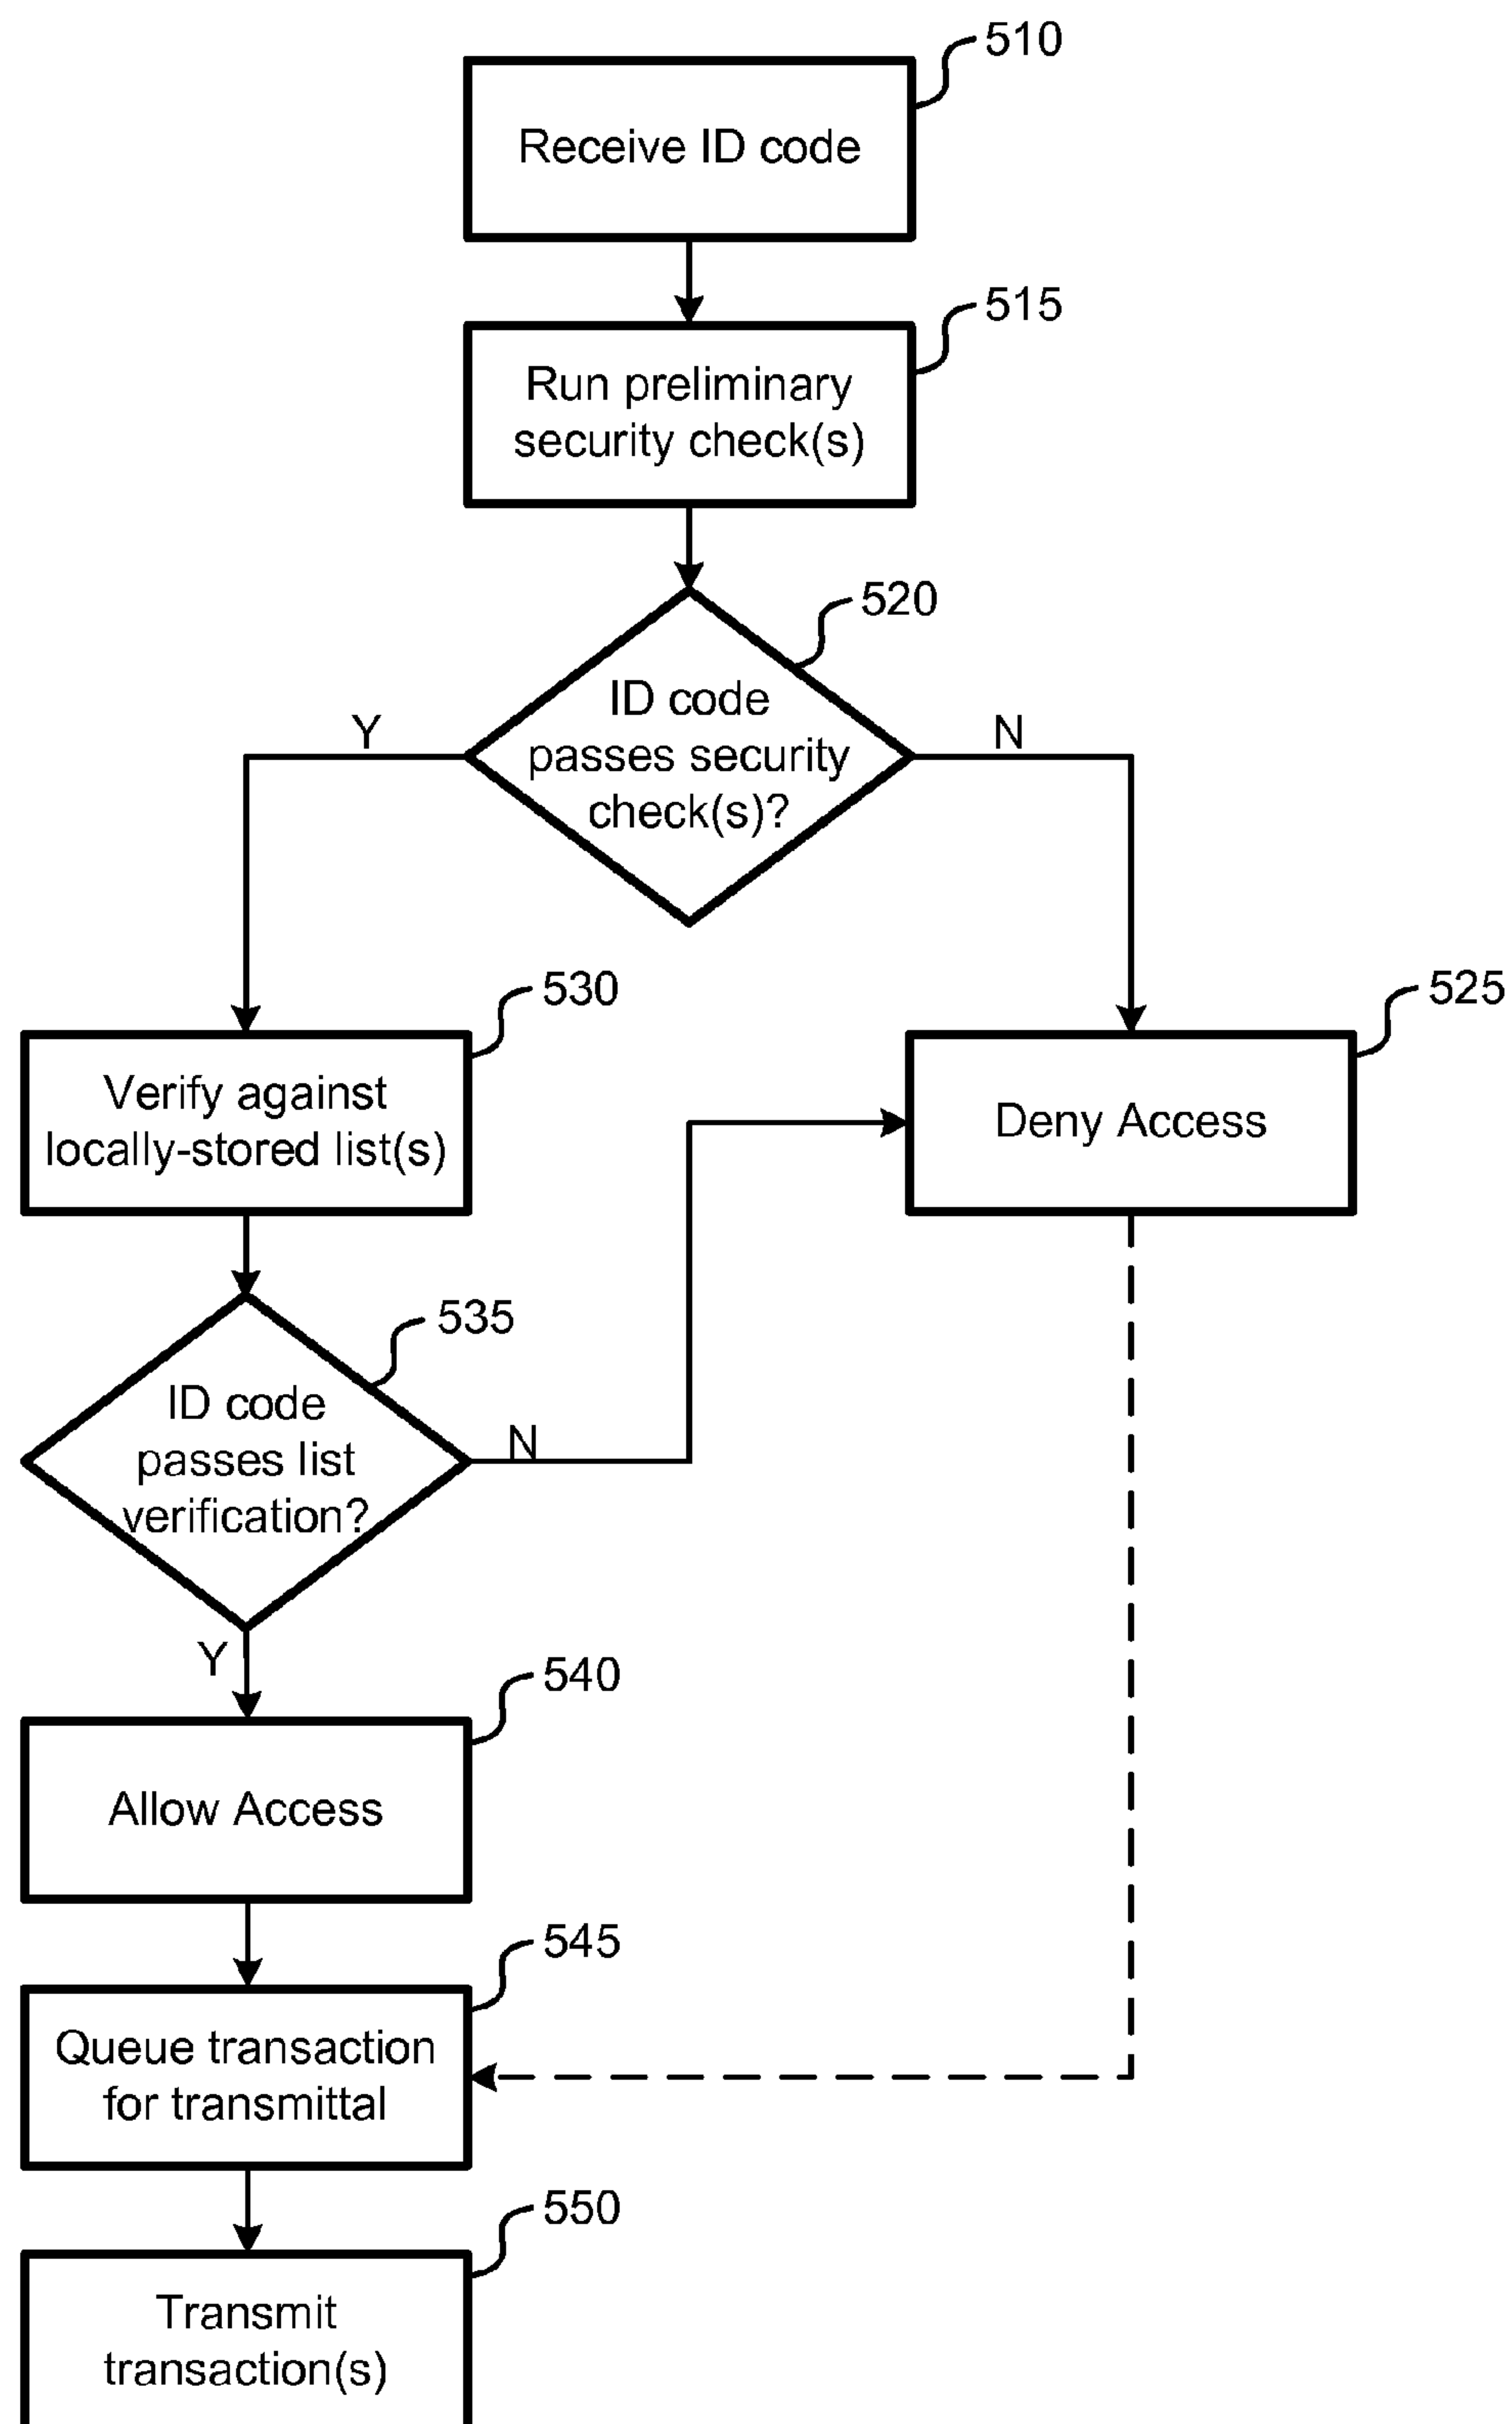 510
Receive ID code
515
Run preliminary
security check(s)
520
ID code
passes security
check(s)?
Y
N
530
525
Verify against
locally-stored list(s)
Deny Access
535
ID code
passes list
verification?
N
Y
540
Allow Access
545
Queue transaction
for transmittal
550
Transmit
transaction(s)